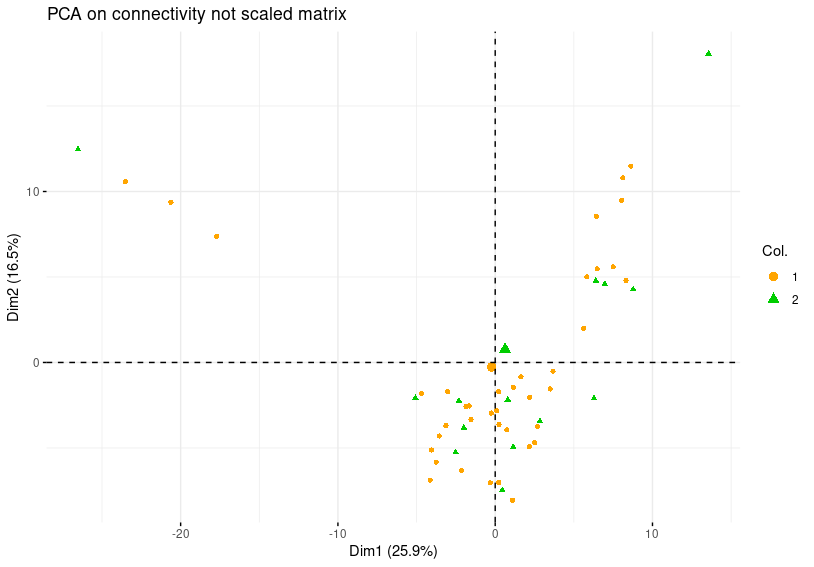 PCA on connectivity not scaled matrix
10
0
Dim2 (16.5%)
-20
-10
0
10
Dim1 (25.9%)
Col.
1
2